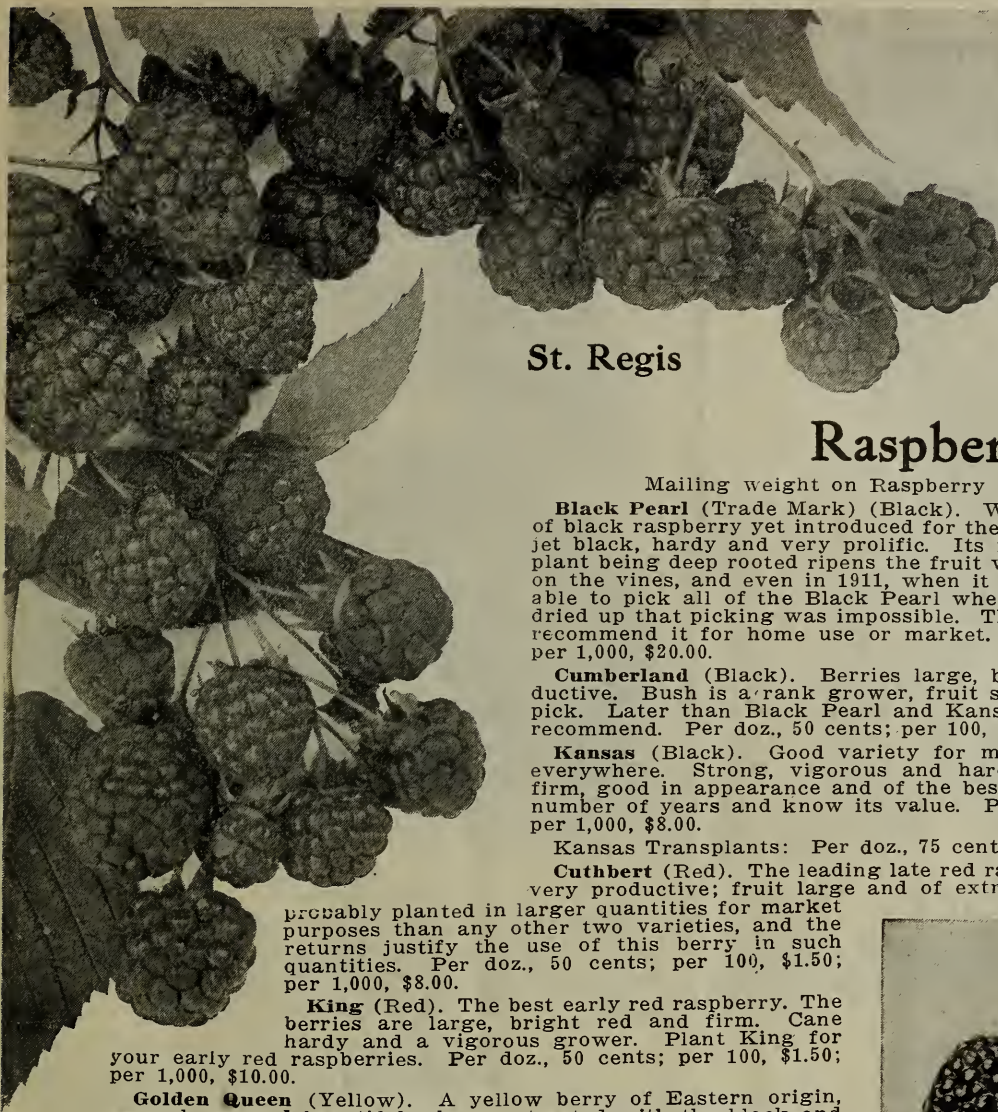 St. Regis
Raspber
Mailing weight on Raspberry
Black Pearl (Trade Mark) (Black). W
of black raspberry yet introduced for the
jet black, hardy and very prolific. Its
plant being deep rooted ripens the fruit
on the vines, and even in 1911, when it
able to pick all of the Black Pearl whe
dried up that picking was impossible. Th
recommend it for home use or market.
per 1,000, $20.00.
Cumberland (Black). Berries large, b
ductive. Bush is a rank grower, fruit s
pick. Later than Black Pearl and Kans
recommend. Per doz., 50 cents; per 100,
Kansas (Black). Good variety for m
everywhere. Strong, vigorous and har
firm, good in appearance and of the bes
number of years and know its value. P
per 1,000, $8.00.
Kansas Transplants: Per doz., 75 cent
Cuthbert (Red). The leading late red ra
very productive; fruit large and of extr
probably planted in larger quantities for market
purposes than any other two varieties, and the
returns justify the use of this berry in such
quantities. Per doz., 50 cents; per 100, $1.50;
per 1,000, $8.00.
King (Red). The best early red raspberry. The
berries are large, bright red and firm. Cane
hardy and a vigorous grower. Plant King for
your early red raspberries. Per doz., 50 cents; per 100, $1.50;
per 1,000, $10.00.
Golden Queen (Yellow). A yellow berry of Eastern origin,